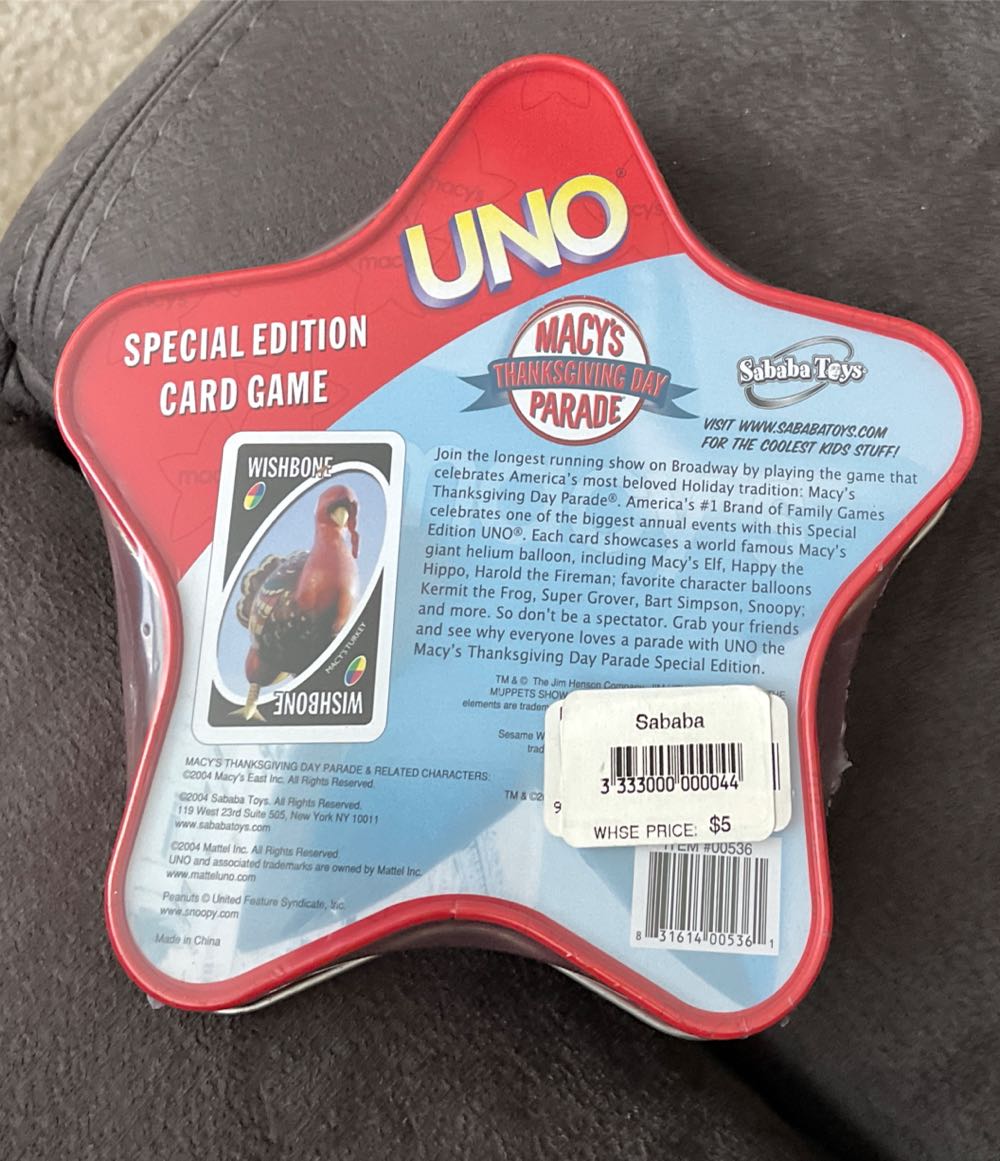 UNO®
SPECIAL EDITION
CARD GAME
MACY'S
THANKSGIVING DAY
PARADE
Sababa Toys
VISIT WWW.SABABATOYS.COM
FOR THE COOLEST KIDS STUFF!
WISHBONE
MACY'S TURKEY
WISHBONE
Join the longest running show on Broadway by playing the game that
celebrates America's most beloved Holiday tradition: Macy's
Thanksgiving Day Parade®. America's #1 Brand of Family Games
celebrates one of the biggest annual events with this Special
Edition UNO®. Each card showcases a world famous Macy's
giant helium balloon, including Macy's Elf, Happy the
Hippo, Harold the Fireman; favorite character balloons
Kermit the Frog, Super Grover, Bart Simpson, Snoopy;
and more. So don't be a spectator. Grab your friends
and see why everyone loves a parade with UNO the
Macy's Thanksgiving Day Parade Special Edition.
TM & © The Jim Henson Company
MUPPETS SHOW
elements are
Sesame
TM & ©
Sababa
3 333000 000044
WHSE PRICE: $5
ITEM #00536
8 31614 00536 1
MACY'S THANKSGIVING DAY PARADE & RELATED CHARACTERS:
©2004 Macy's East Inc. All Rights Reserved.
©2004 Sababa Toys. All Rights Reserved.
119 West 23rd Suite 505, New York NY 10011
www.sababatoys.com
©2004 Mattel Inc. All Rights Reserved.
UNO and associated trademarks are owned by Mattel Inc.
www.matteluno.com
Peanuts © United Feature Syndicate, Inc.
www.snoopy.com
Made in China